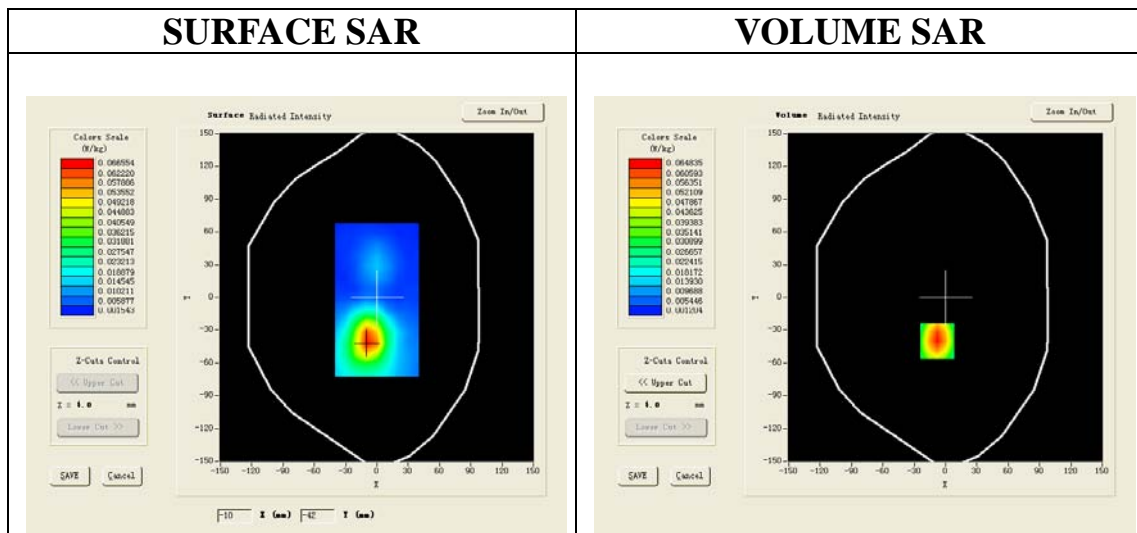 SURFACE SAR
VOLUME SAR
Surface Radiated Intensity
Zoom In/Out
Colors Scale
(W/kg)
0.066554
0.062220
0.057886
0.053552
0.049218
0.044883
0.040549
0.036215
0.031881
0.027547
0.023213
0.018879
0.014545
0.010211
0.005877
0.001543
150
120
90
60
30
0
-30
-60
-90
-120
-150
Y
-150 -120 -90 -60 -30 0 30 60 90 120 150
X
Z-Cuts Control
<< Upper Cut
Z = 4.0 mm
Lower Cut >>
SAVE Cancel
-10 X (mm) -42 Y (mm)
Volume Radiated Intensity
Zoom In/Out
Colors Scale
(W/kg)
0.064835
0.060593
0.056351
0.052109
0.047867
0.043625
0.039383
0.035141
0.030899
0.026657
0.022415
0.018172
0.013930
0.009688
0.005446
0.001204
150
120
90
60
30
0
-30
-60
-90
-120
-150
Y
-150 -120 -90 -60 -30 0 30 60 90 120 150
X
Z-Cuts Control
<< Upper Cut
Z = 4.0 mm
Lower Cut >>
SAVE Cancel